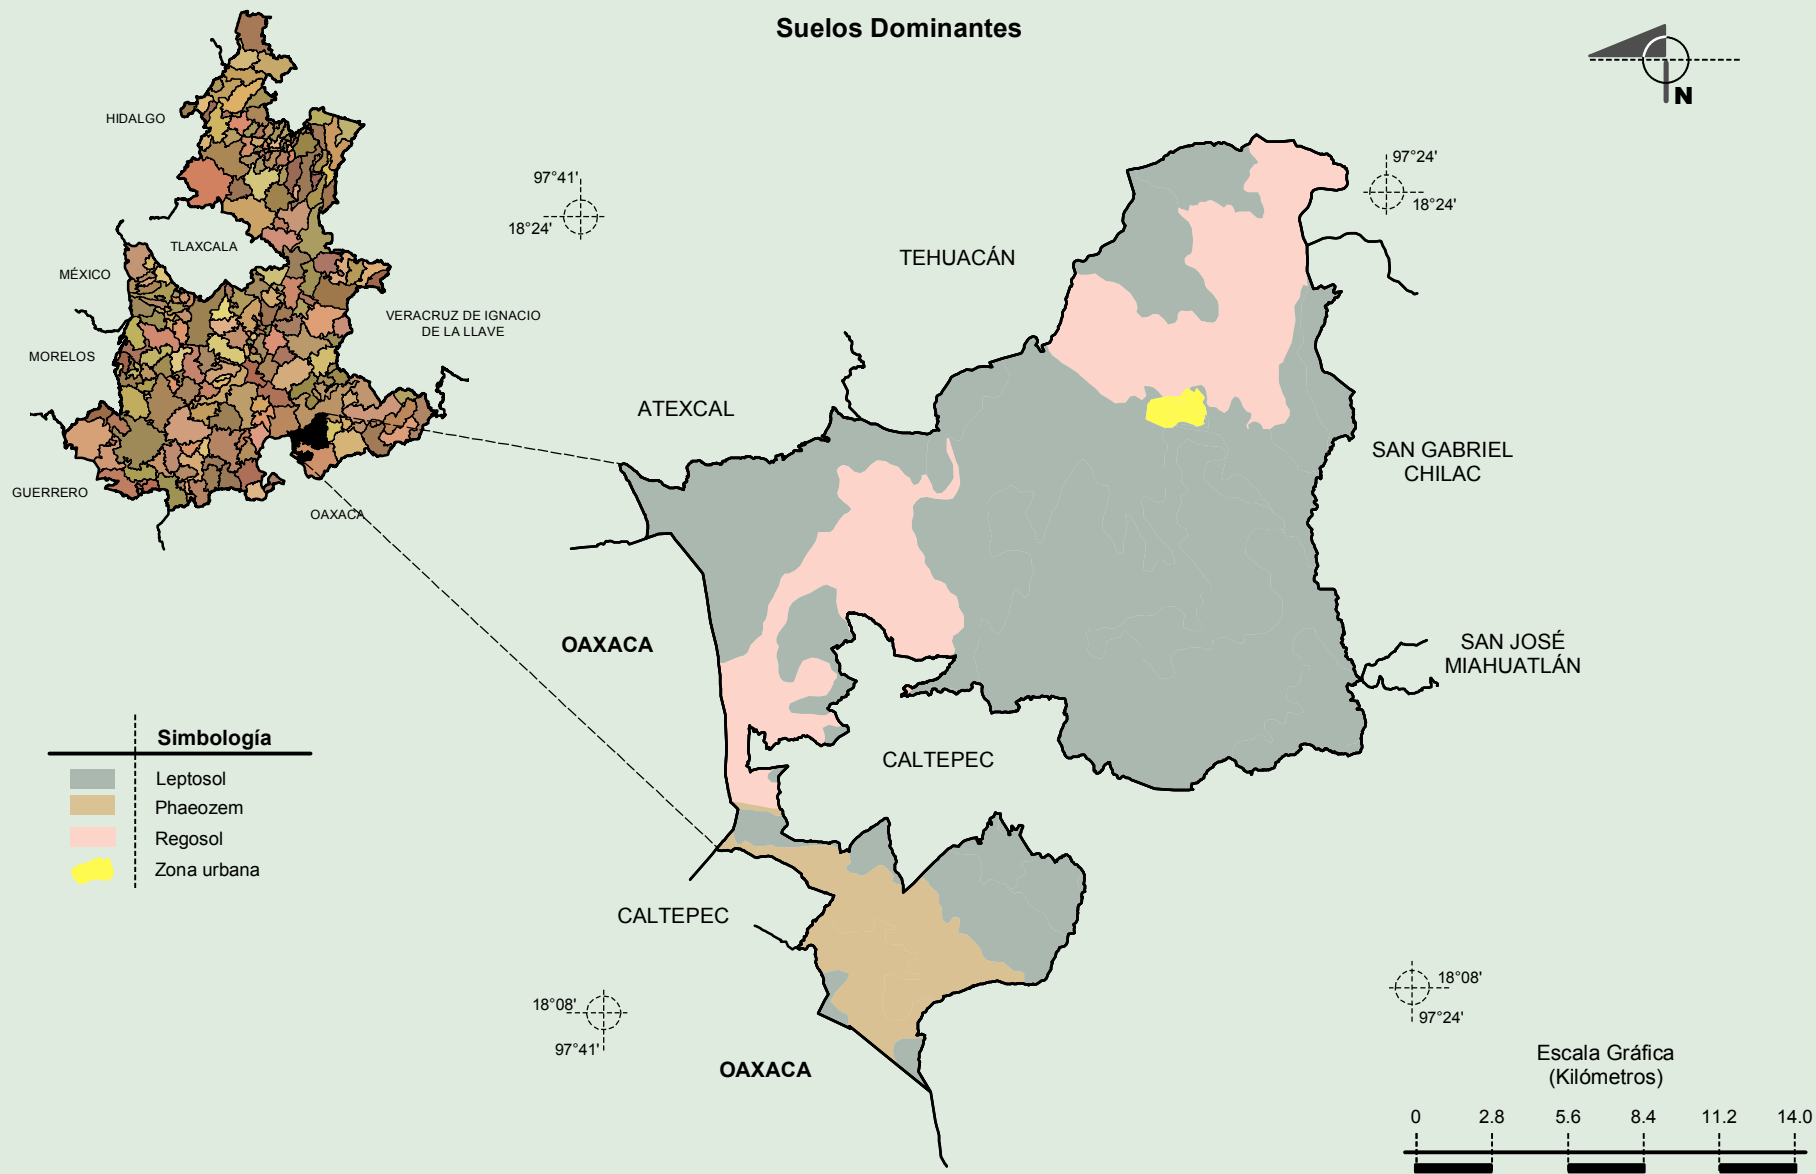 Suelos Dominantes
N
HIDALGO
TLAXCALA
MÉXICO
VERACRUZ DE IGNACIO
DE LA LLAVE
MORELOS
GUERRERO
OAXACA
97°41'
18°24'
97°24'
18°24'
TEHUACÁN
ATEXCAL
SAN GABRIEL
CHILAC
OAXACA
SAN JOSÉ
MIAHUATLÁN
CALTEPEC
Simbología
Leptosol
Phaeozem
Regosol
Zona urbana
CALTEPEC
18°08'
97°41'
18°08'
97°24'
OAXACA
Escala Gráfica
(Kilómetros)
0 2.8 5.6 8.4 11.2 14.0